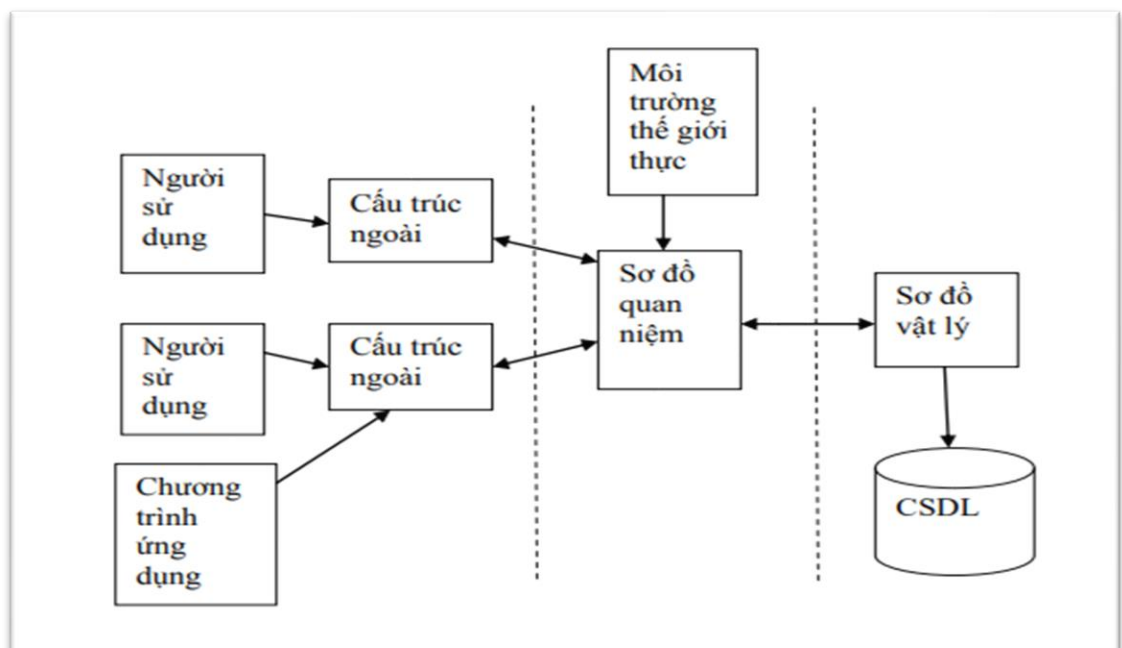 Môi
trường
thế giới
thực
Người
sử
dụng
Cấu trúc
ngoài
Sơ đồ
quan
niệm
Sơ đồ
vật lý
Người
sử
dụng
Cấu trúc
ngoài
Chương
trình
ứng
dụng
CSDL